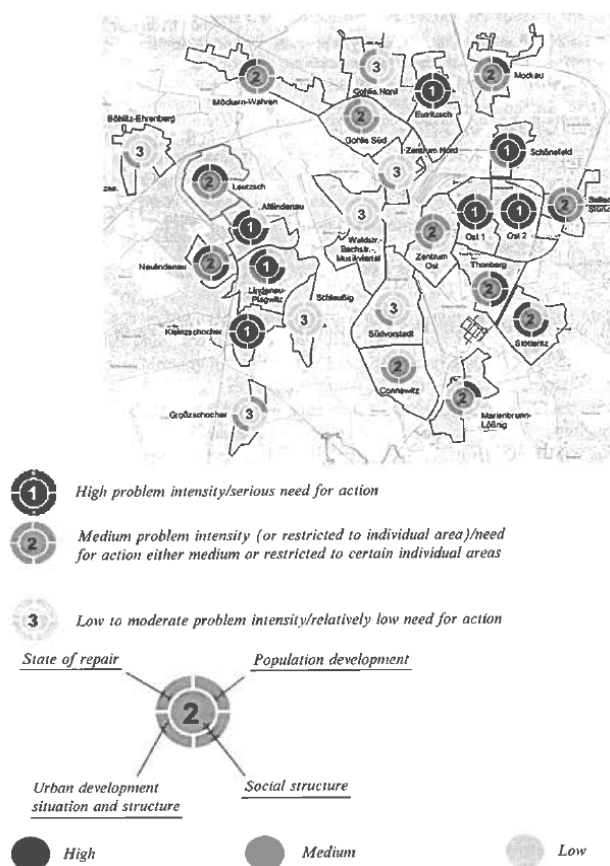 3
Gohlis Nord
2
Möckern-Wahren
1
Eutritzsch
2
Mockau
2
Gohlis Süd
Böhlitz-Ehrenberg
3
Zentrum Nord
3
1
Schönefeld
2
Leutzsch
3
Waldstr.-
Bachstr.-,
Musikviertel
2
Zentrum
Ost
1
Ost 1
1
Ost 2
2
Altlindenau
1
2
Neulindenau
1
Lindenau-
Plagwitz
Schleußig
3
Thonberg
2
3
Südvorstadt
2
Stötteritz
1
Kleinzschocher
2
Connewitz
2
Marienbrunn-
Lößnig
Großzschocher
3
1 High problem intensity/serious need for action
2 Medium problem intensity (or restricted to individual area)/need
for action either medium or restricted to certain individual areas
3 Low to moderate problem intensity/relatively low need for action
State of repair
Population development
2
Urban development
situation and structure
Social structure
High
Medium
Low